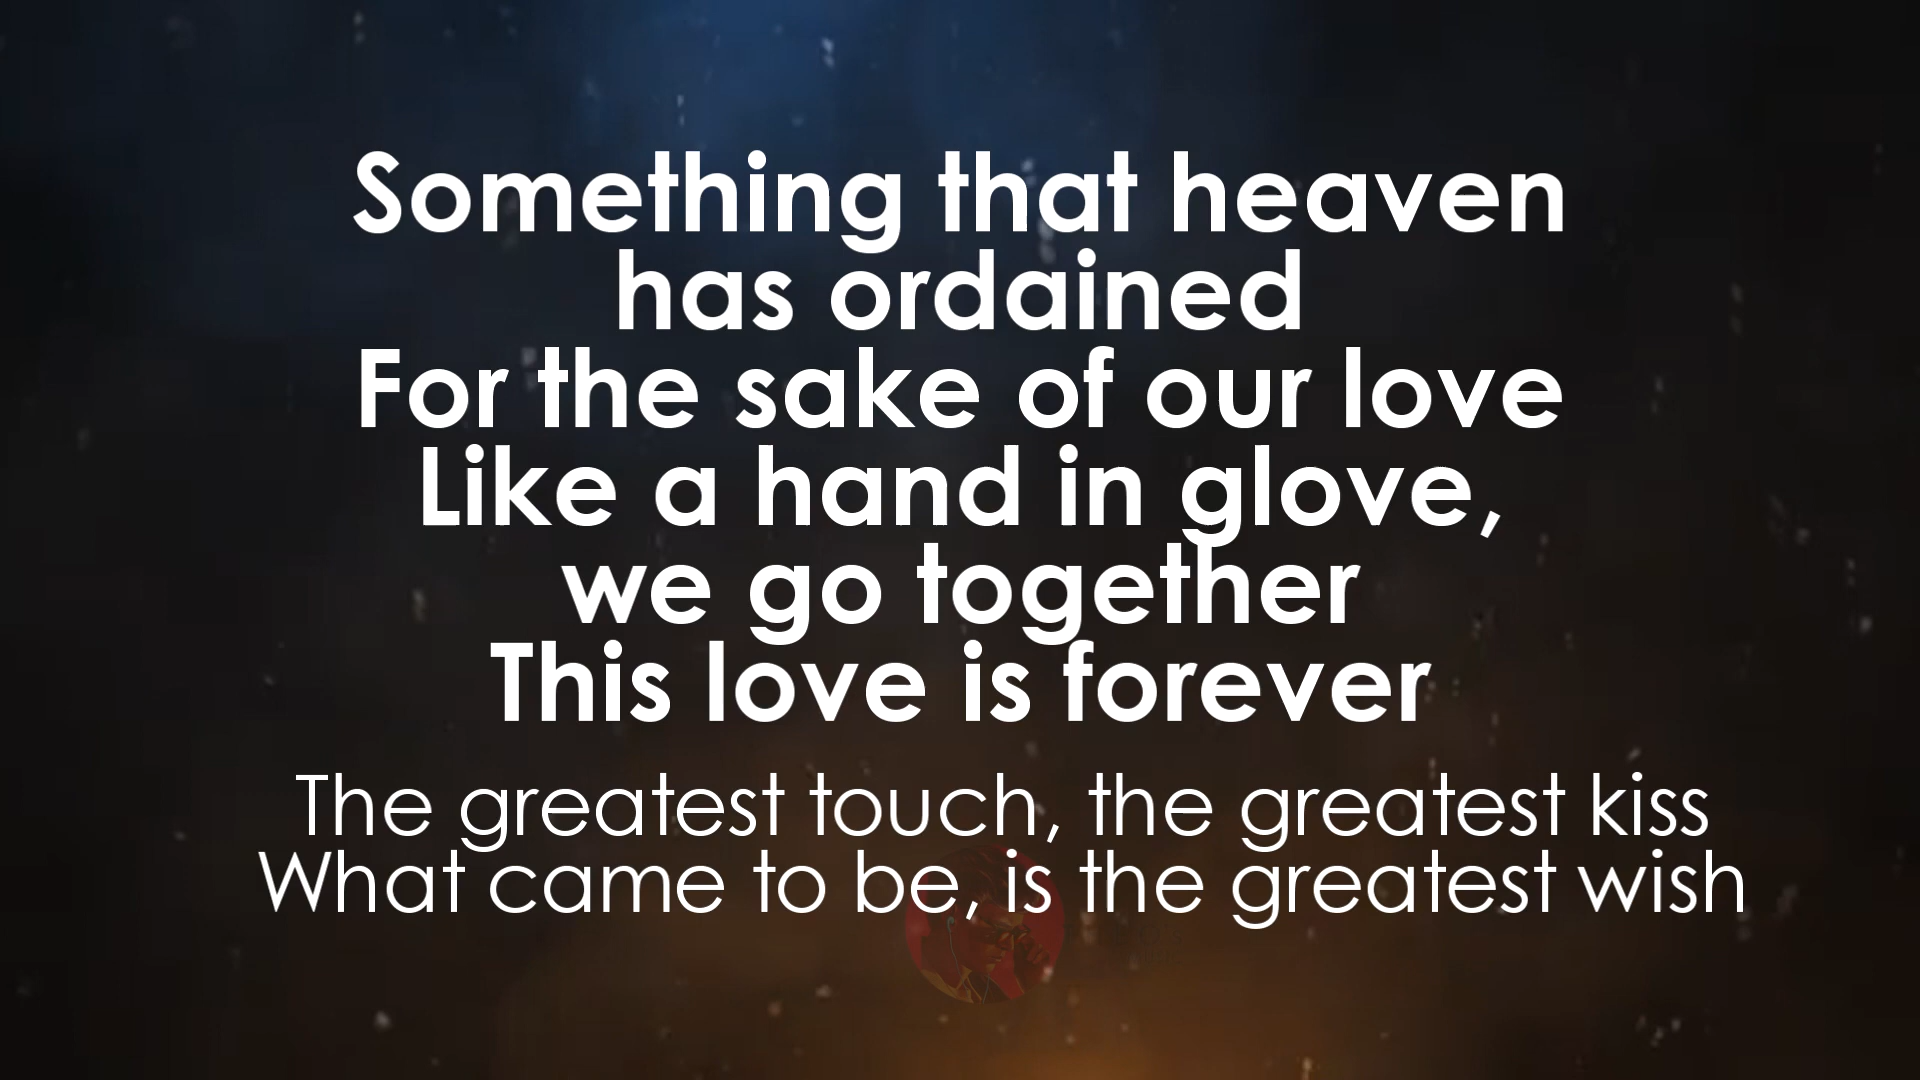 Something that heaven
has ordained
For the sake of our love
Like a hand in glove,
we go together
This love is forever
The greatest touch, the greatest kiss
What came to be, is the greatest wish